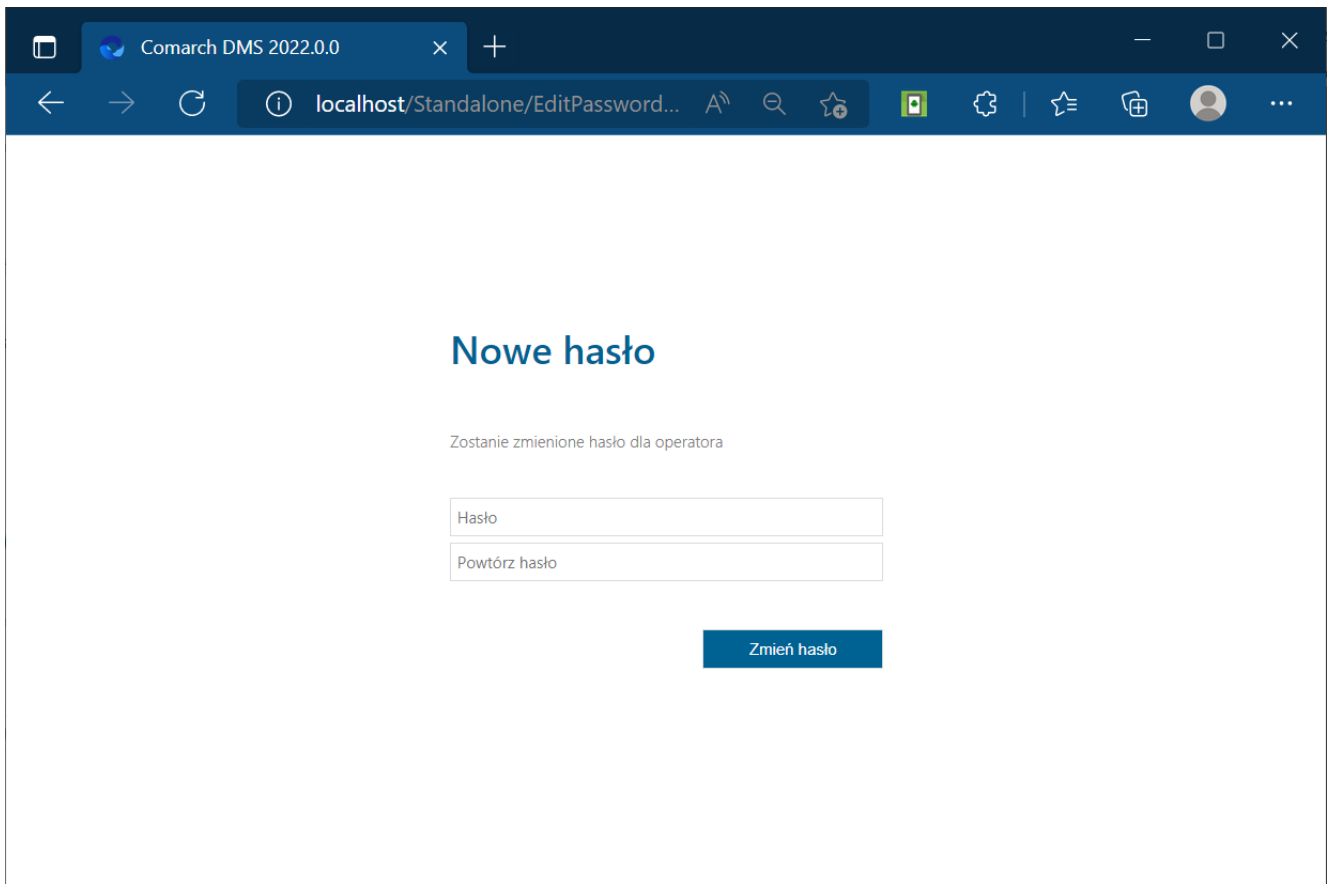 Comarch DMS 2022.0.0
localhost/Standalone/EditPassword...
Nowe hasło
Zostanie zmienione hasło dla operatora
Hasło
Powtórz hasło
Zmień hasło